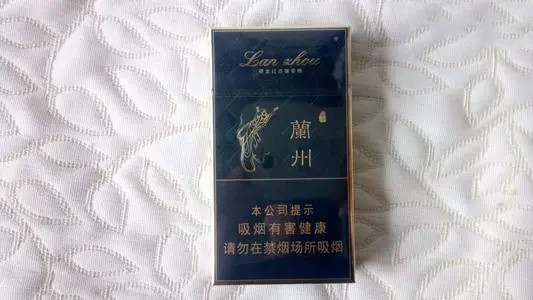 Lan zhou
蘭州
本公司提示
吸烟有害健康
请勿在禁烟场所吸烟